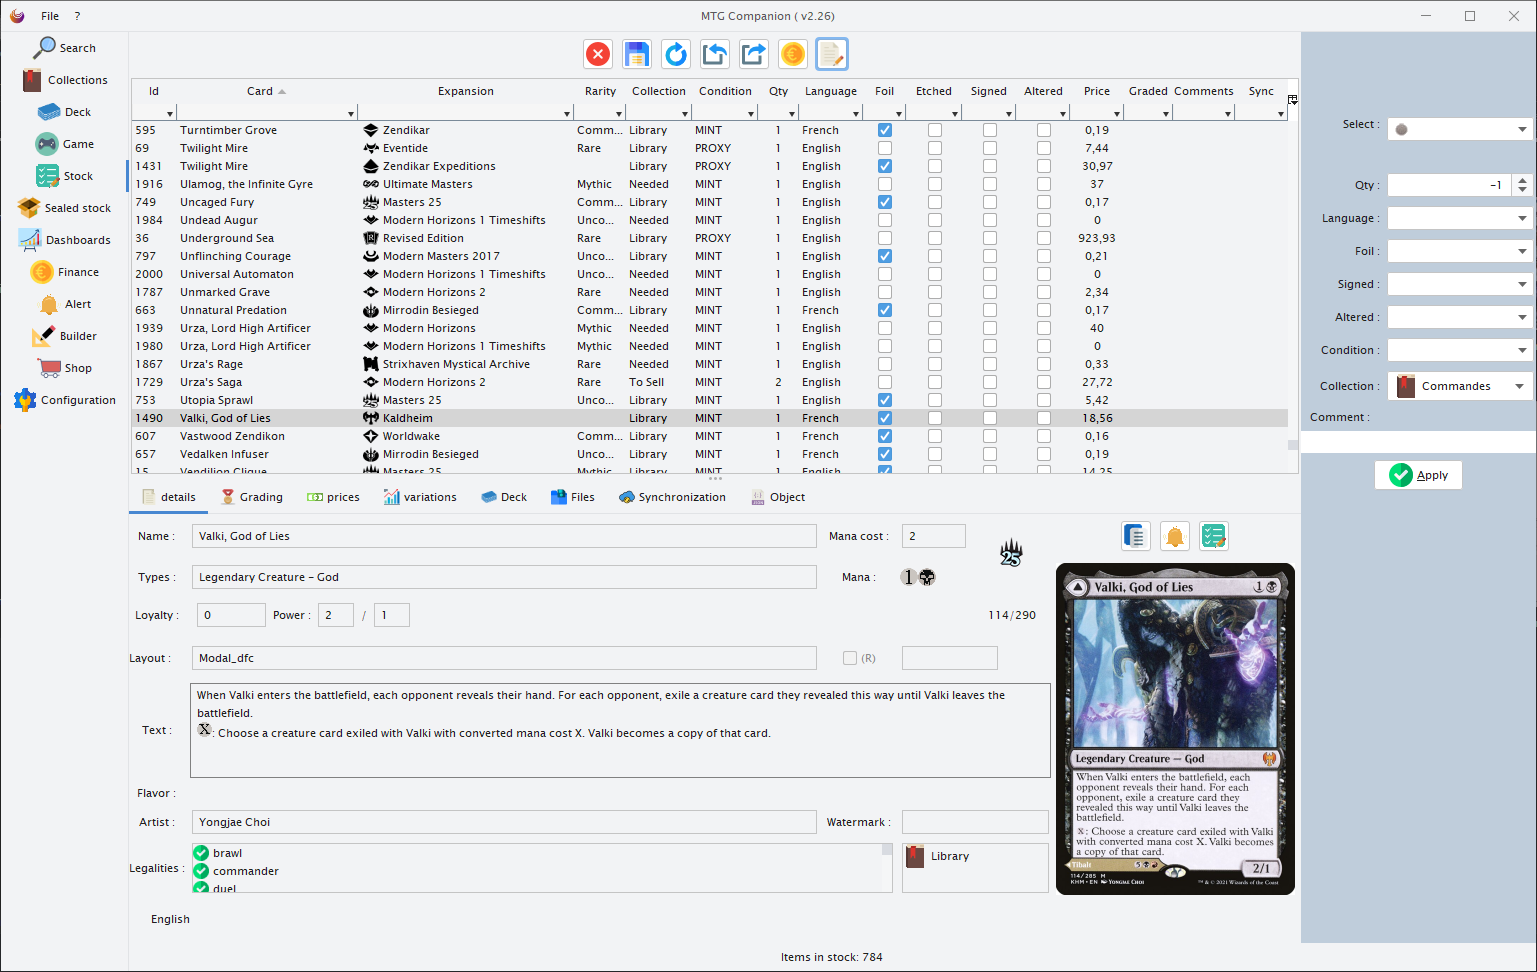 File ? MTG Companion ( v2.26)
Search
Collections
Deck
Game
Stock
Sealed stock
Dashboards
Finance
Alert
Builder
Shop
Configuration
Id Card Expansion Rarity Collection Condition Qty Language Foil Etched Signed Altered Price Graded Comments Sync
595 Turntimber Grove Zendikar Comm... Library MINT 1 French 0,19
69 Twilight Mire Eventide Rare Library PROXY 1 English 7,44
1431 Twilight Mire Zendikar Expeditions Library PROXY 1 English 30,97
1916 Ulamog, the Infinite Gyre Ultimate Masters Mythic Needed MINT 1 English 37
749 Uncaged Fury Masters 25 Comm... Library MINT 1 English 0,17
1984 Undead Augur Modern Horizons 1 Timeshifts Unco... Needed MINT 1 English 0
36 Underground Sea Revised Edition Rare Library PROXY 1 English 923,93
797 Unflinching Courage Modern Masters 2017 Unco... Library MINT 1 English 0,21
2000 Universal Automaton Modern Horizons 1 Timeshifts Unco... Needed MINT 1 English 0
1787 Unmarked Grave Modern Horizons 2 Rare Needed MINT 1 English 2,34
663 Unnatural Predation Mirrodin Besieged Comm... Library MINT 1 French 0,17
1939 Urza, Lord High Artificer Modern Horizons Mythic Needed MINT 1 English 40
1980 Urza, Lord High Artificer Modern Horizons 1 Timeshifts Mythic Needed MINT 1 English 0
1867 Urza's Rage Strixhaven Mystical Archive Rare Needed MINT 1 English 0,33
1729 Urza's Saga Modern Horizons 2 Rare To Sell MINT 2 English 27,72
753 Utopia Sprawl Masters 25 Unco... Library MINT 1 English 5,42
1490 Valki, God of Lies Kaldheim Library MINT 1 French 18,56
607 Vastwood Zendikon Worldwake Comm... Library MINT 1 French 0,16
657 Vedalken Infuser Mirrodin Besieged Unco... Library MINT 1 French 0,19
15 Vendilion Clique Masters 25 Mythic Library MINT 1 English 14,25
details Grading prices variations Deck Files Synchronization Object
Name : Valki, God of Lies Mana cost : 2
25
Types : Legendary Creature – God Mana : 1
Loyalty : 0 Power : 2 / 1 114/290
Layout : Modal_dfc (R)
When Valki enters the battlefield, each opponent reveals their hand. For each opponent, exile a creature card they revealed this way until Valki leaves the
battlefield.
Text : X: Choose a creature card exiled with Valki with converted mana cost X. Valki becomes a copy of that card.
Flavor :
Artist : Yongjae Choi Watermark :
Legalities : brawl
commander
duel
Library
English
Valki, God of Lies 1
Legendary Creature — God
When Valki enters the battlefield, each
opponent reveals their hand. For each
opponent, exile a creature card they
revealed this way until Valki leaves the
battlefield.
X: Choose a creature card exiled with Valki
with converted mana cost X. Valki becomes
a copy of that card.
Tibalt 5
2/1
114/285 M
KHM • EN Yongjae Choi
™ & © 2021 Wizards of the Coast
Items in stock: 784
Select :
Qty : -1
Language :
Foil :
Signed :
Altered :
Condition :
Collection : Commandes
Comment :
Apply